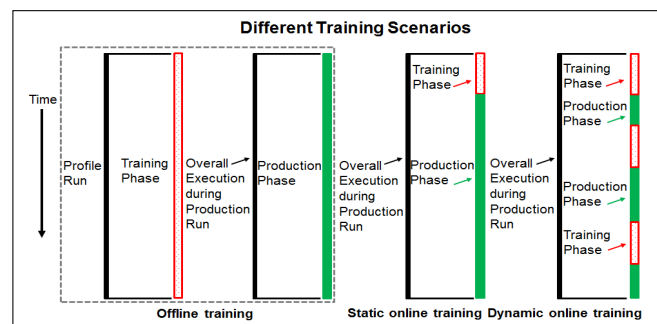 Different Training Scenarios
Time
Profile
Run
Training
Phase
Overall
Execution
during
Production
Run
Production
Phase
Offline training
Overall
Execution
during
Production
Run
Training
Phase
Production
Phase
Static online training
Overall
Execution
during
Production
Run
Training
Phase
Production
Phase
Production
Phase
Training
Phase
Dynamic online training